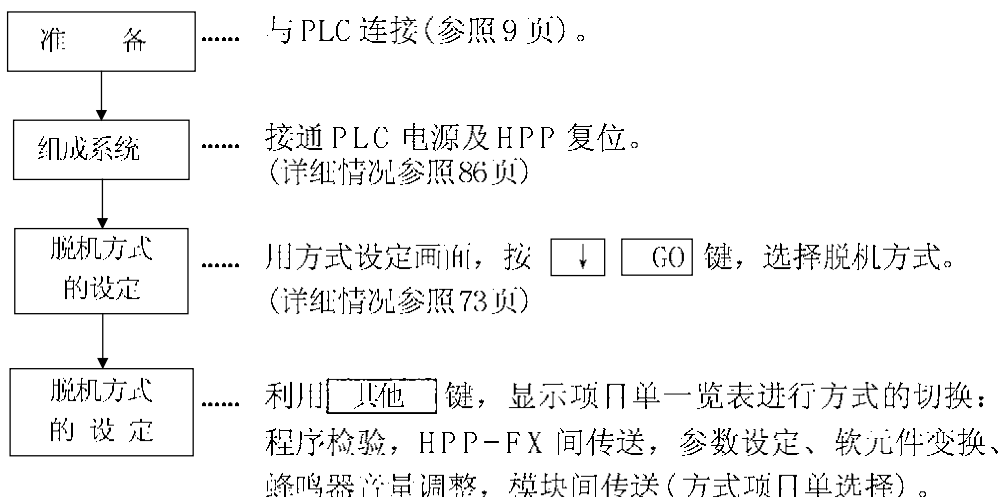 准 备 …… 与PLC连接(参照9页)。
组成系统 …… 接通PLC 电源及HPP 复位。
(详细情况参照86页)
脱机方式
的设定 …… 用方式设定画面，按 ↓ GO 键，选择脱机方式。
(详细情况参照73页)
脱机方式
的 设 定 …… 利用 其他 键，显示项目单一览表进行方式的切换：
程序检验，HPP-FX 间传送，参数设定、软元件变换、
蜂鸣器音量调整，模块间传送(方式项目单选择)。